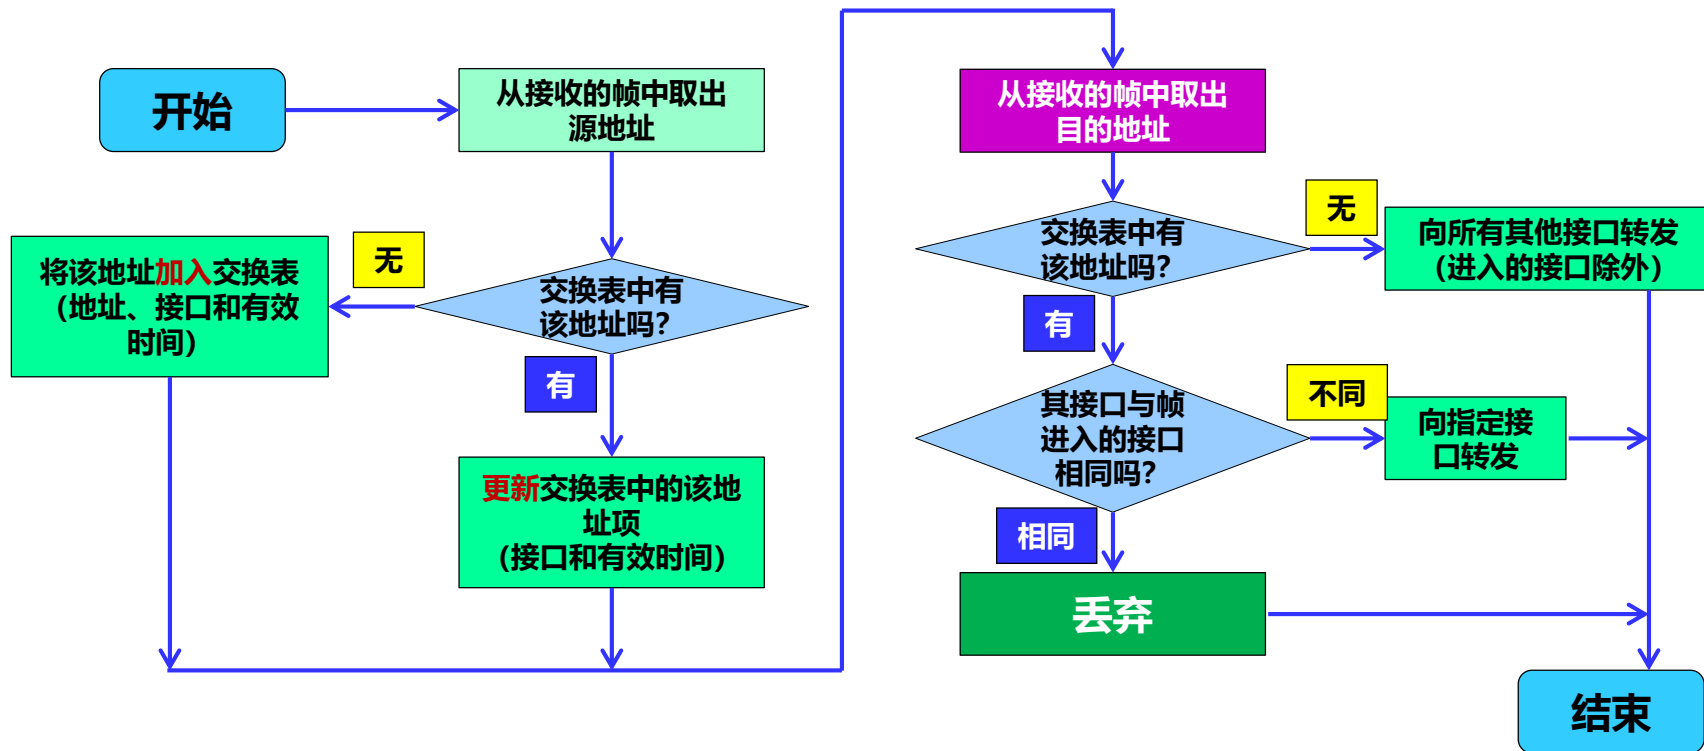 开始
从接收的帧中取出
源地址
交换表中有
该地址吗？
无
将该地址加入交换表
（地址、接口和有效
时间）
有
更新交换表中的该地
址项
（接口和有效时间）
从接收的帧中取出
目的地址
交换表中有
该地址吗？
无
向所有其他接口转发
（进入的接口除外）
有
其接口与帧
进入的接口
相同吗？
不同
向指定接
口转发
相同
丢弃
结束